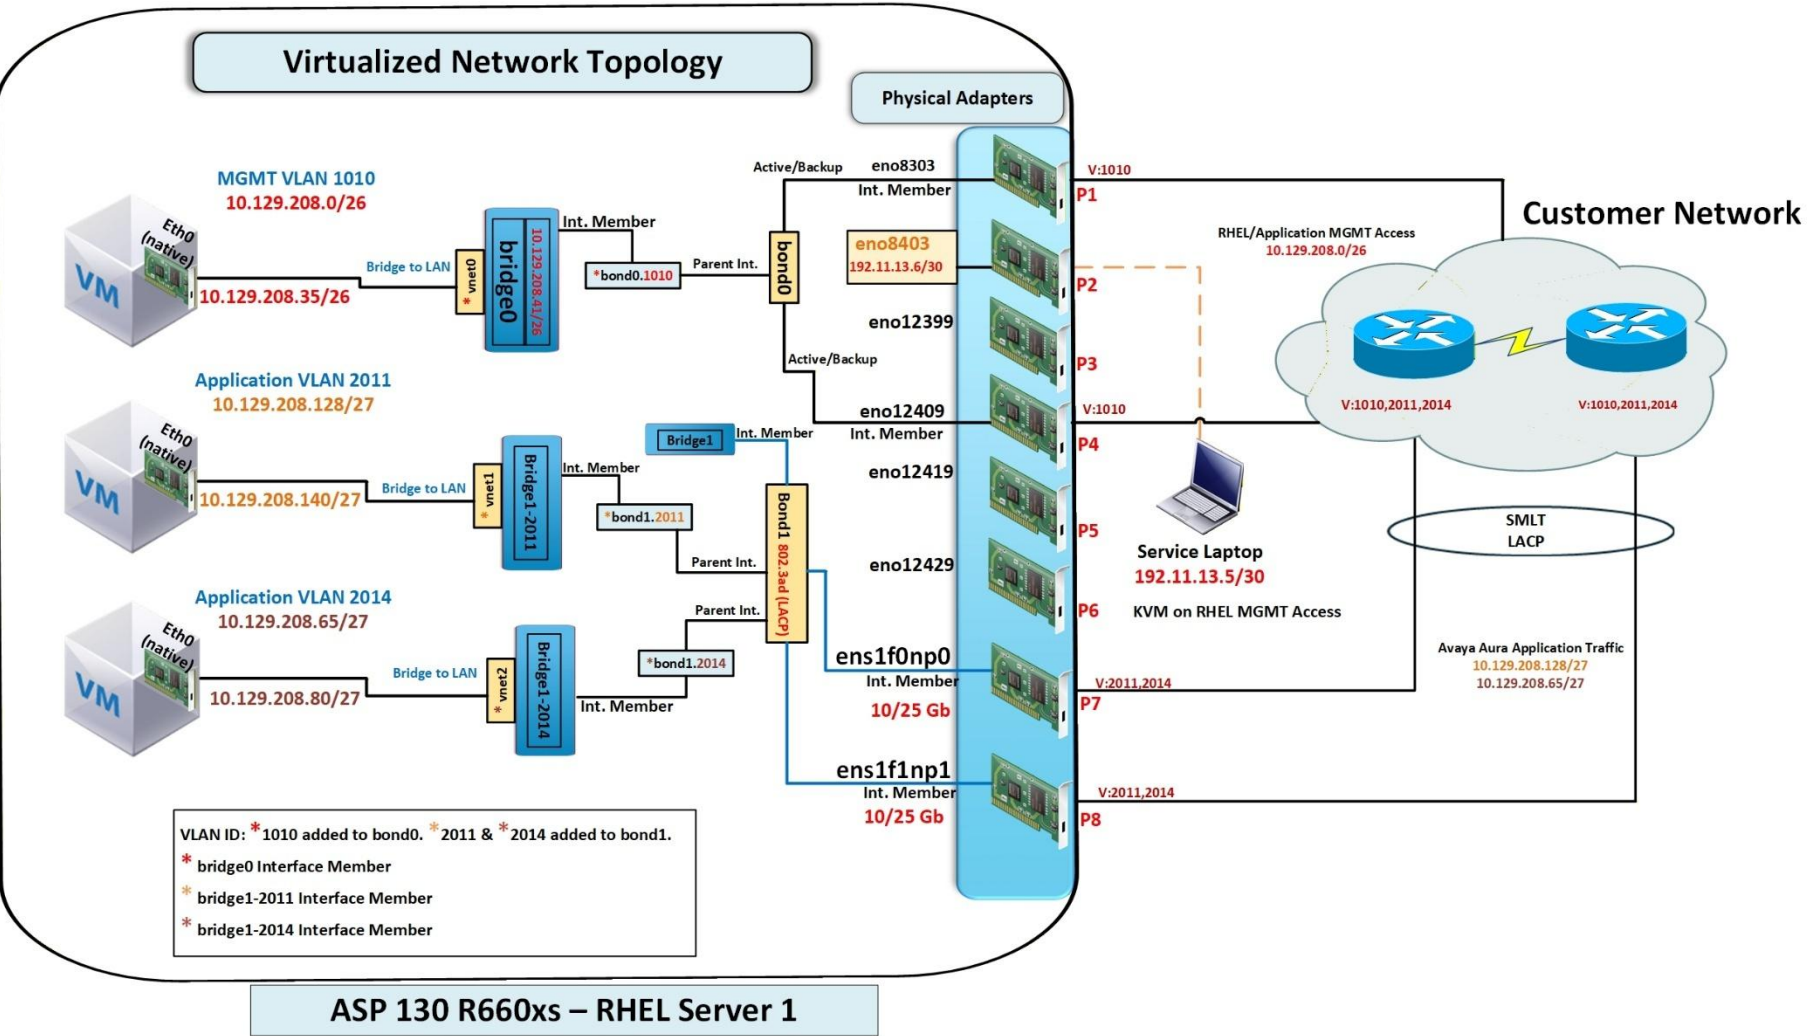 Virtualized Network Topology
Physical Adapters
MGMT VLAN 1010
10.129.208.0/26
Eth0
(native)
VM
10.129.208.35/26
Bridge to LAN
* vnet0
bridge0
10.129.208.41/26
Int. Member
*bond0.1010
Parent Int.
bond0
Active/Backup
eno8303
Int. Member
V:1010
P1
eno8403
192.11.13.6/30
P2
eno12399
P3
Active/Backup
eno12409
Int. Member
V:1010
P4
eno12419
P5
eno12429
P6
Customer Network
RHEL/Application MGMT Access
10.129.208.0/26
V:1010,2011,2014
V:1010,2011,2014
Application VLAN 2011
10.129.208.128/27
Eth0
(native)
VM
10.129.208.140/27
Bridge to LAN
* vnet1
Bridge1-2011
Int. Member
*bond1.2011
Parent Int.
Bridge1
Int. Member
Bond1 802.3ad (LACP)
Service Laptop
192.11.13.5/30
KVM on RHEL MGMT Access
SMLT
LACP
Application VLAN 2014
10.129.208.65/27
Eth0
(native)
VM
10.129.208.80/27
Bridge to LAN
* vnet2
Bridge1-2014
Int. Member
*bond1.2014
Parent Int.
ens1f0np0
Int. Member
10/25 Gb
V:2011,2014
P7
Avaya Aura Application Traffic
10.129.208.128/27
10.129.208.65/27
ens1f1np1
Int. Member
10/25 Gb
V:2011,2014
P8
VLAN ID: *1010 added to bond0. *2011 & *2014 added to bond1.
* bridge0 Interface Member
* bridge1-2011 Interface Member
* bridge1-2014 Interface Member
ASP 130 R660xs – RHEL Server 1